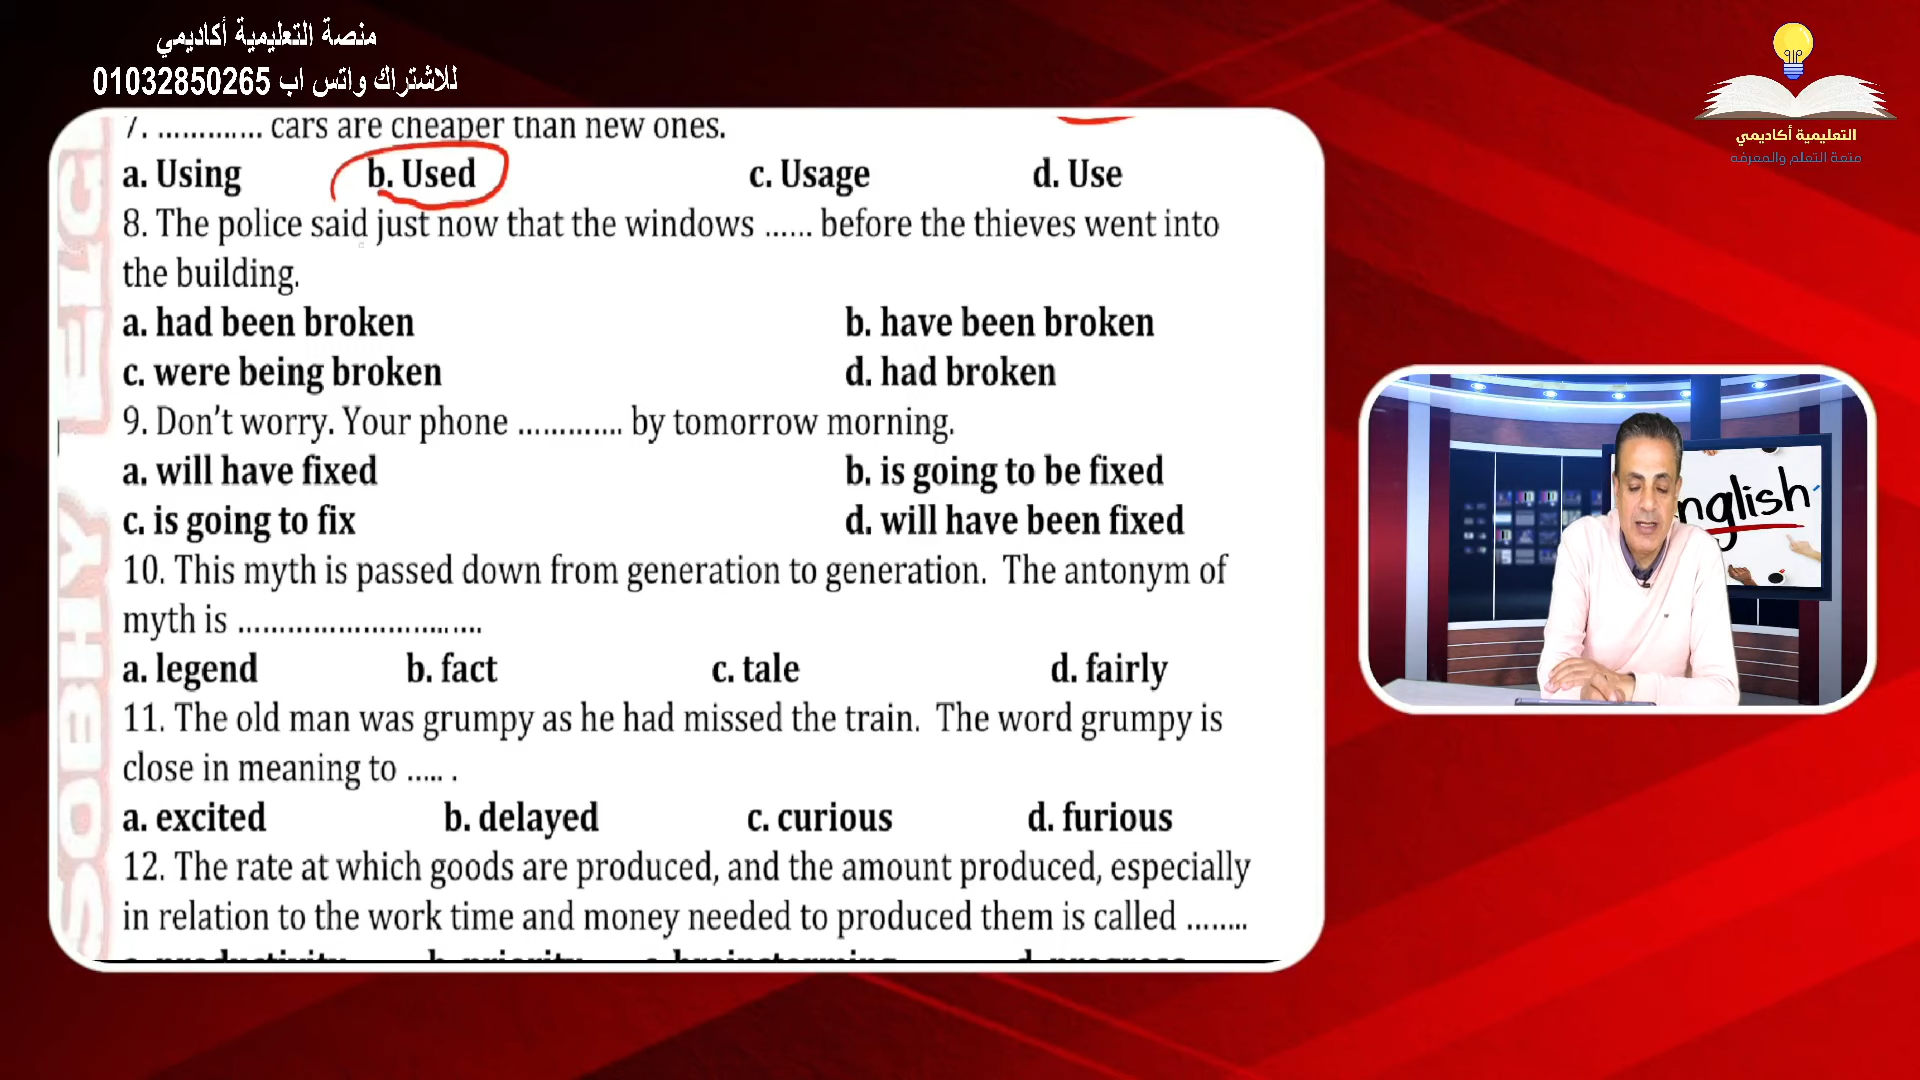 منصة التعليمية أكاديمي
للاشتراك واتس اب 01032850265
التعليمية أكاديمي
متعة التعلم والمعرفه
SOBHY EIG
7. ............. cars are cheaper than new ones.
a. Using b. Used c. Usage d. Use
8. The police said just now that the windows ...... before the thieves went into
the building.
a. had been broken b. have been broken
c. were being broken d. had broken
9. Don't worry. Your phone ............. by tomorrow morning.
a. will have fixed b. is going to be fixed
c. is going to fix d. will have been fixed
10. This myth is passed down from generation to generation. The antonym of
myth is ..............................
a. legend b. fact c. tale d. fairly
11. The old man was grumpy as he had missed the train. The word grumpy is
close in meaning to ..... .
a. excited b. delayed c. curious d. furious
12. The rate at which goods are produced, and the amount produced, especially
in relation to the work time and money needed to produced them is called ........
a. productivity b. priority c. brainstorming d. progress
nglish